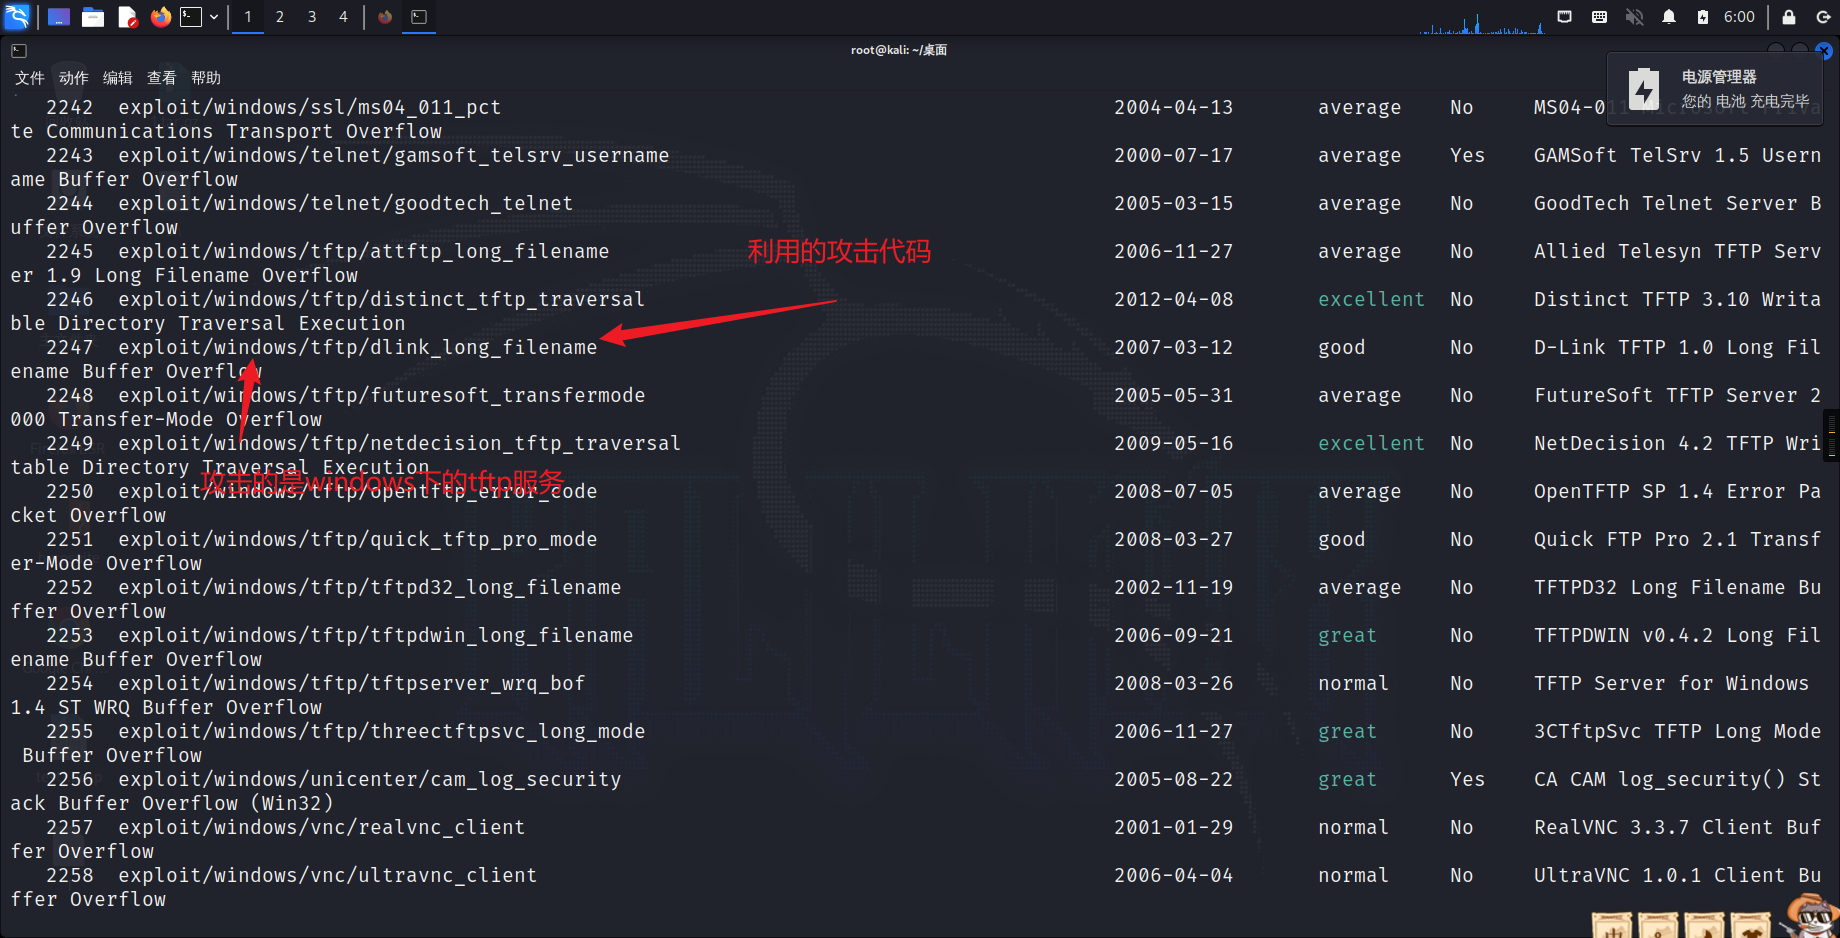 1 2 3 4 6:00
root@kali: ~/桌面
文件 动作 编辑 查看 帮助
电源管理器
您的 电池 充电完毕
2242 exploit/windows/ssl/ms04_011_pct 2004-04-13 average No MS04-011 Microsoft Priva
te Communications Transport Overflow
2243 exploit/windows/telnet/gamsoft_telsrv_username 2000-07-17 average Yes GAMSoft TelSrv 1.5 Usern
ame Buffer Overflow
2244 exploit/windows/telnet/goodtech_telnet 2005-03-15 average No GoodTech Telnet Server B
uffer Overflow
2245 exploit/windows/tftp/attftp_long_filename 2006-11-27 average No Allied Telesyn TFTP Serv
利用的攻击代码
er 1.9 Long Filename Overflow
2246 exploit/windows/tftp/distinct_tftp_traversal 2012-04-08 excellent No Distinct TFTP 3.10 Writa
ble Directory Traversal Execution
2247 exploit/windows/tftp/dlink_long_filename 2007-03-12 good No D-Link TFTP 1.0 Long Fil
ename Buffer Overflow
2248 exploit/windows/tftp/futuresoft_transfermode 2005-05-31 average No FutureSoft TFTP Server 2
000 Transfer-Mode Overflow
2249 exploit/windows/tftp/netdecision_tftp_traversal 2009-05-16 excellent No NetDecision 4.2 TFTP Wri
table Directory Traversal Execution
攻击的是windows下的tftp服务
2250 exploit/windows/tftp/opentftp_error_code 2008-07-05 average No OpenTFTP SP 1.4 Error Pa
cket Overflow
2251 exploit/windows/tftp/quick_tftp_pro_mode 2008-03-27 good No Quick FTP Pro 2.1 Transf
er-Mode Overflow
2252 exploit/windows/tftp/tftpd32_long_filename 2002-11-19 average No TFTPD32 Long Filename Bu
ffer Overflow
2253 exploit/windows/tftp/tftpdwin_long_filename 2006-09-21 great No TFTPDWIN v0.4.2 Long Fil
ename Buffer Overflow
2254 exploit/windows/tftp/tftpserver_wrq_bof 2008-03-26 normal No TFTP Server for Windows
1.4 ST WRQ Buffer Overflow
2255 exploit/windows/tftp/threectftpsvc_long_mode 2006-11-27 great No 3CTftpSvc TFTP Long Mode
Buffer Overflow
2256 exploit/windows/unicenter/cam_log_security 2005-08-22 great Yes CA CAM log_security() St
ack Buffer Overflow (Win32)
2257 exploit/windows/vnc/realvnc_client 2001-01-29 normal No RealVNC 3.3.7 Client Buf
fer Overflow
2258 exploit/windows/vnc/ultravnc_client 2006-04-04 normal No UltraVNC 1.0.1 Client Bu
ffer Overflow